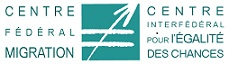 CENTRE
FÉDÉRAL
MIGRATION
CENTRE
INTERFÉDÉRAL
POUR L'ÉGALITÉ
DES CHANCES